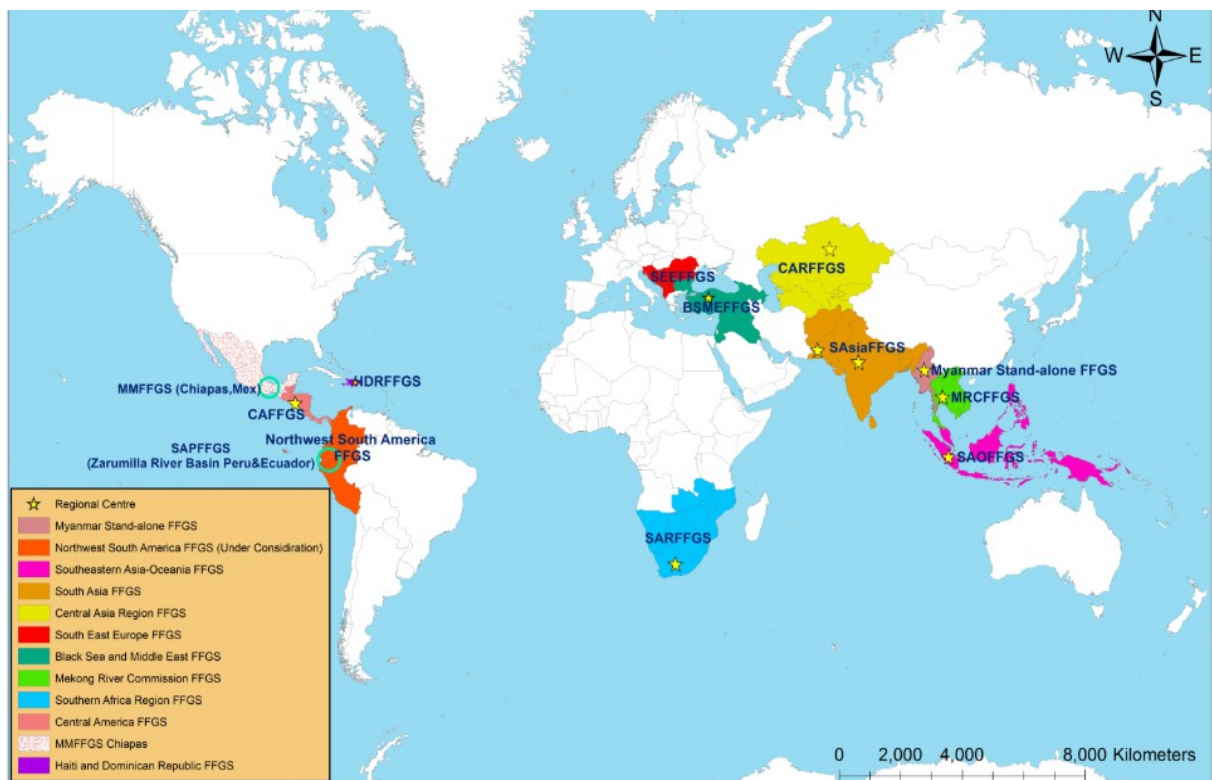 N
W E
S
SEEFFGS
CARFFGS
BSMEFFGS
SAsiaFFGS
Myanmar Stand-alone FFGS
HDRFFGS
MMFFGS (Chiapas,Mex)
MRCFFGS
CAFFGS
Northwest South America
FFGS
SAPFFGS
(Zarumilla River Basin Peru&Ecuador)
SAOFFGS
SARFFGS
Regional Centre
Myanmar Stand-alone FFGS
Northwest South America FFGS (Under Considiration)
Southeastern Asia-Oceania FFGS
South Asia FFGS
Central Asia Region FFGS
South East Europe FFGS
Black Sea and Middle East FFGS
Mekong River Commission FFGS
Southern Africa Region FFGS
Central America FFGS
MMFFGS Chiapas
Haiti and Dominican Republic FFGS
0 2,000 4,000 8,000 Kilometers